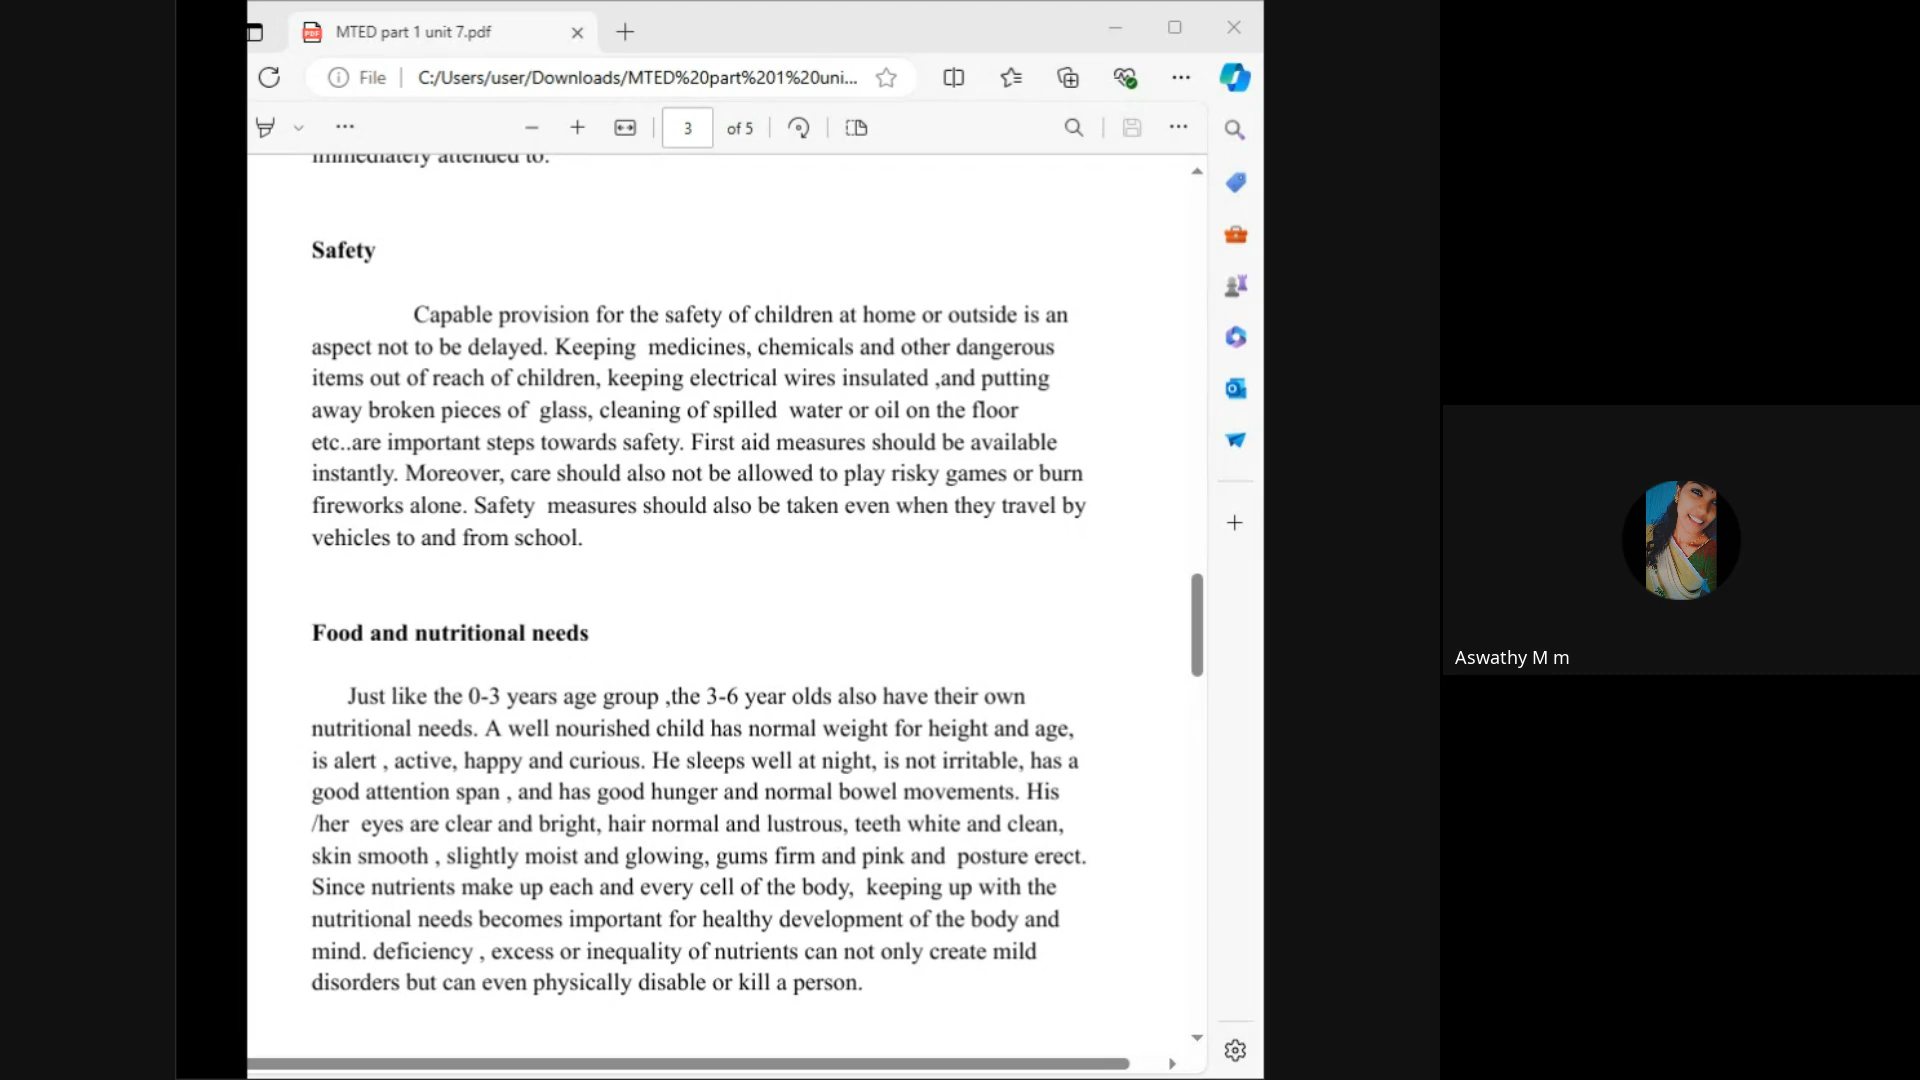 MTED part 1 unit 7.pdf
File
C:/Users/user/Downloads/MTED%20part%201%20uni...
3 of 5
immediately attended to.
Safety
Capable provision for the safety of children at home or outside is an
aspect not to be delayed. Keeping  medicines, chemicals and other dangerous
items out of reach of children, keeping electrical wires insulated ,and putting
away broken pieces of  glass, cleaning of spilled  water or oil on the floor
etc..are important steps towards safety. First aid measures should be available
instantly. Moreover, care should also not be allowed to play risky games or burn
fireworks alone. Safety  measures should also be taken even when they travel by
vehicles to and from school.
Food and nutritional needs
Just like the 0-3 years age group ,the 3-6 year olds also have their own
nutritional needs. A well nourished child has normal weight for height and age,
is alert , active, happy and curious. He sleeps well at night, is not irritable, has a
good attention span , and has good hunger and normal bowel movements. His
/her  eyes are clear and bright, hair normal and lustrous, teeth white and clean,
skin smooth , slightly moist and glowing, gums firm and pink and  posture erect.
Since nutrients make up each and every cell of the body,  keeping up with the
nutritional needs becomes important for healthy development of the body and
mind. deficiency , excess or inequality of nutrients can not only create mild
disorders but can even physically disable or kill a person.
Aswathy M m